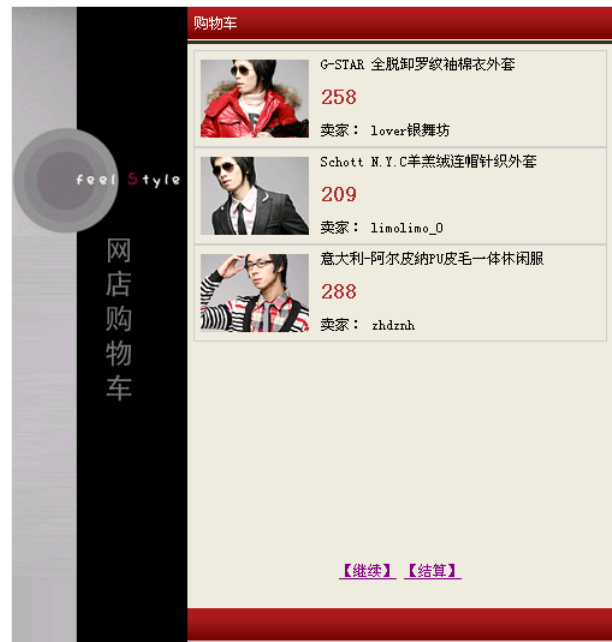 购物车
feel Style
网
店
购
物
车
G-STAR 全脱卸罗纹袖棉衣外套
258
卖家： lover银舞坊
Schott N.Y.C羊羔绒连帽针织外套
209
卖家： limolimo_0
意大利-阿尔皮纳PU皮毛一体休闲服
288
卖家： zhdznh
【继续】 【结算】